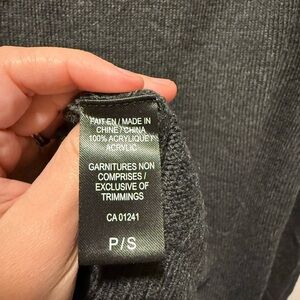 FAIT EN / MADE IN
CHINE / CHINA
100% ACRYLIQUE /
ACRYLIC
GARNITURES NON
COMPRISES /
EXCLUSIVE OF
TRIMMINGS
CA 01241
P/S